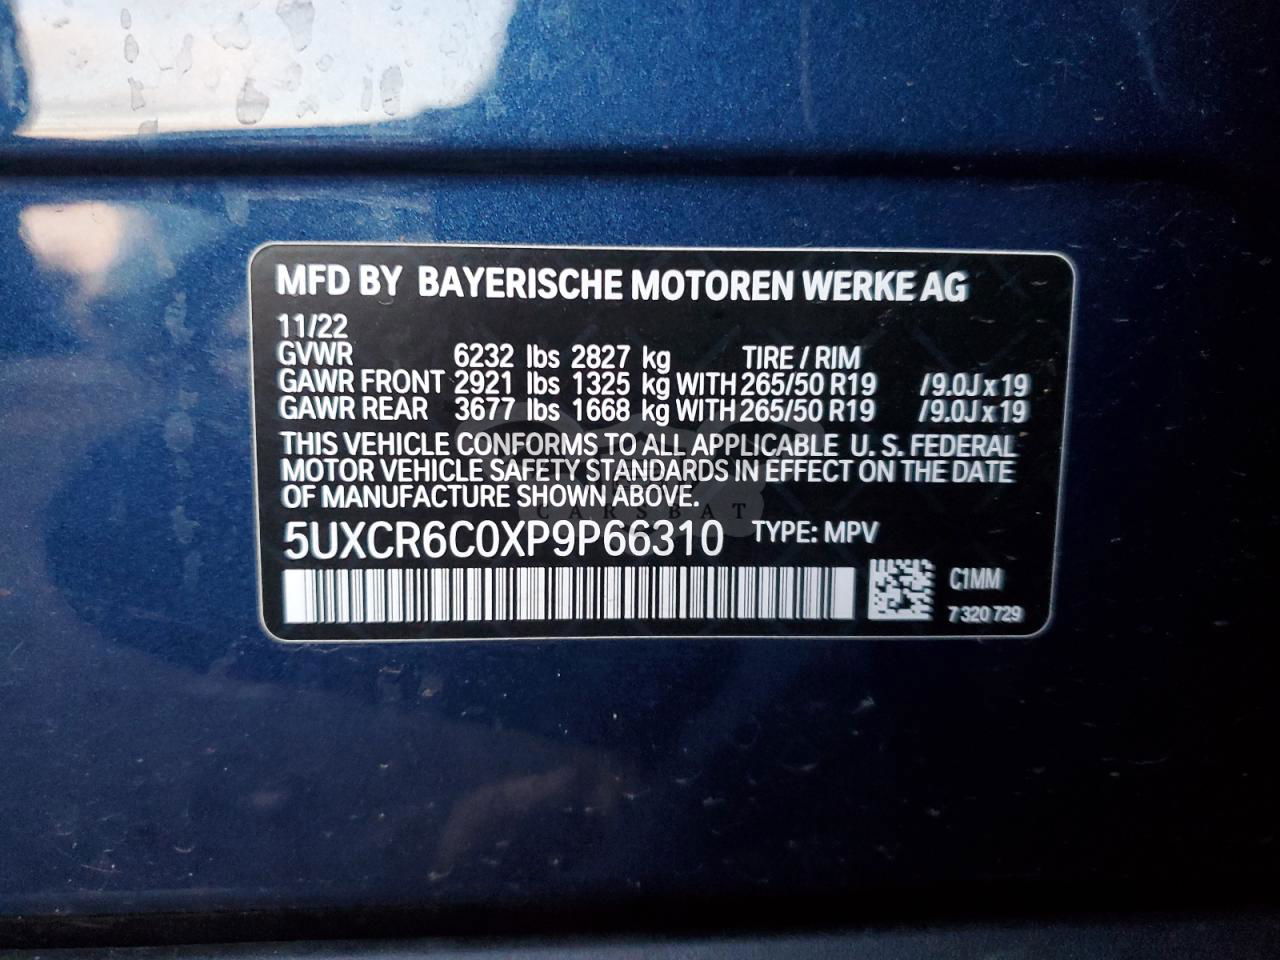 MFD BY BAYERISCHE MOTOREN WERKE AG
11/22
GVWR 6232 lbs 2827 kg TIRE / RIM
GAWR FRONT 2921 lbs 1325 kg WITH 265/50 R19 /9.0J x 19
GAWR REAR 3677 lbs 1668 kg WITH 265/50 R19 /9.0J x 19
THIS VEHICLE CONFORMS TO ALL APPLICABLE U. S. FEDERAL
MOTOR VEHICLE SAFETY STANDARDS IN EFFECT ON THE DATE
OF MANUFACTURE SHOWN ABOVE.
CARSBAT
5UXCR6C0XP9P66310 TYPE: MPV
C1MM
7 320 729